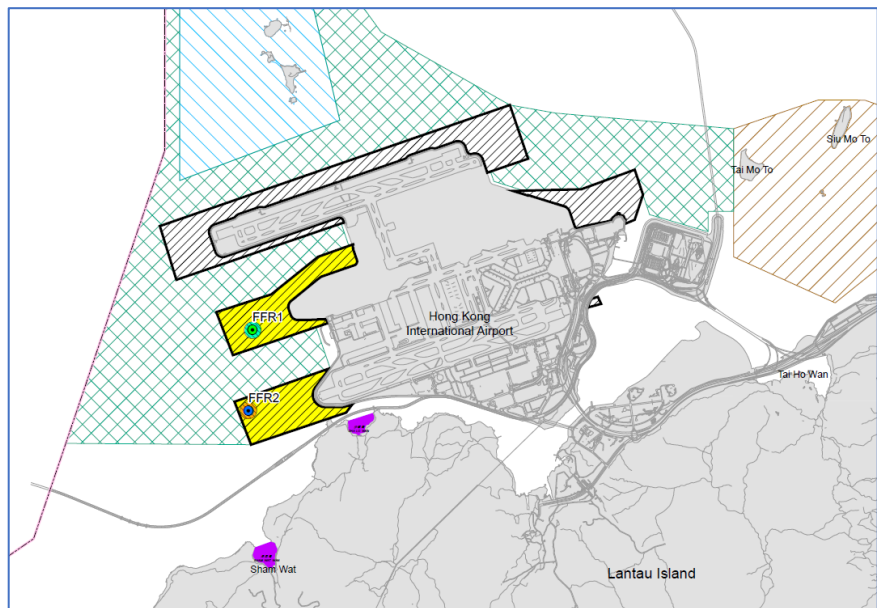 Siu Mo To
Tai Mo To
FFR1
Hong Kong
International Airport
Tai Ho Wan
FFR2
Sham Wat
Lantau Island